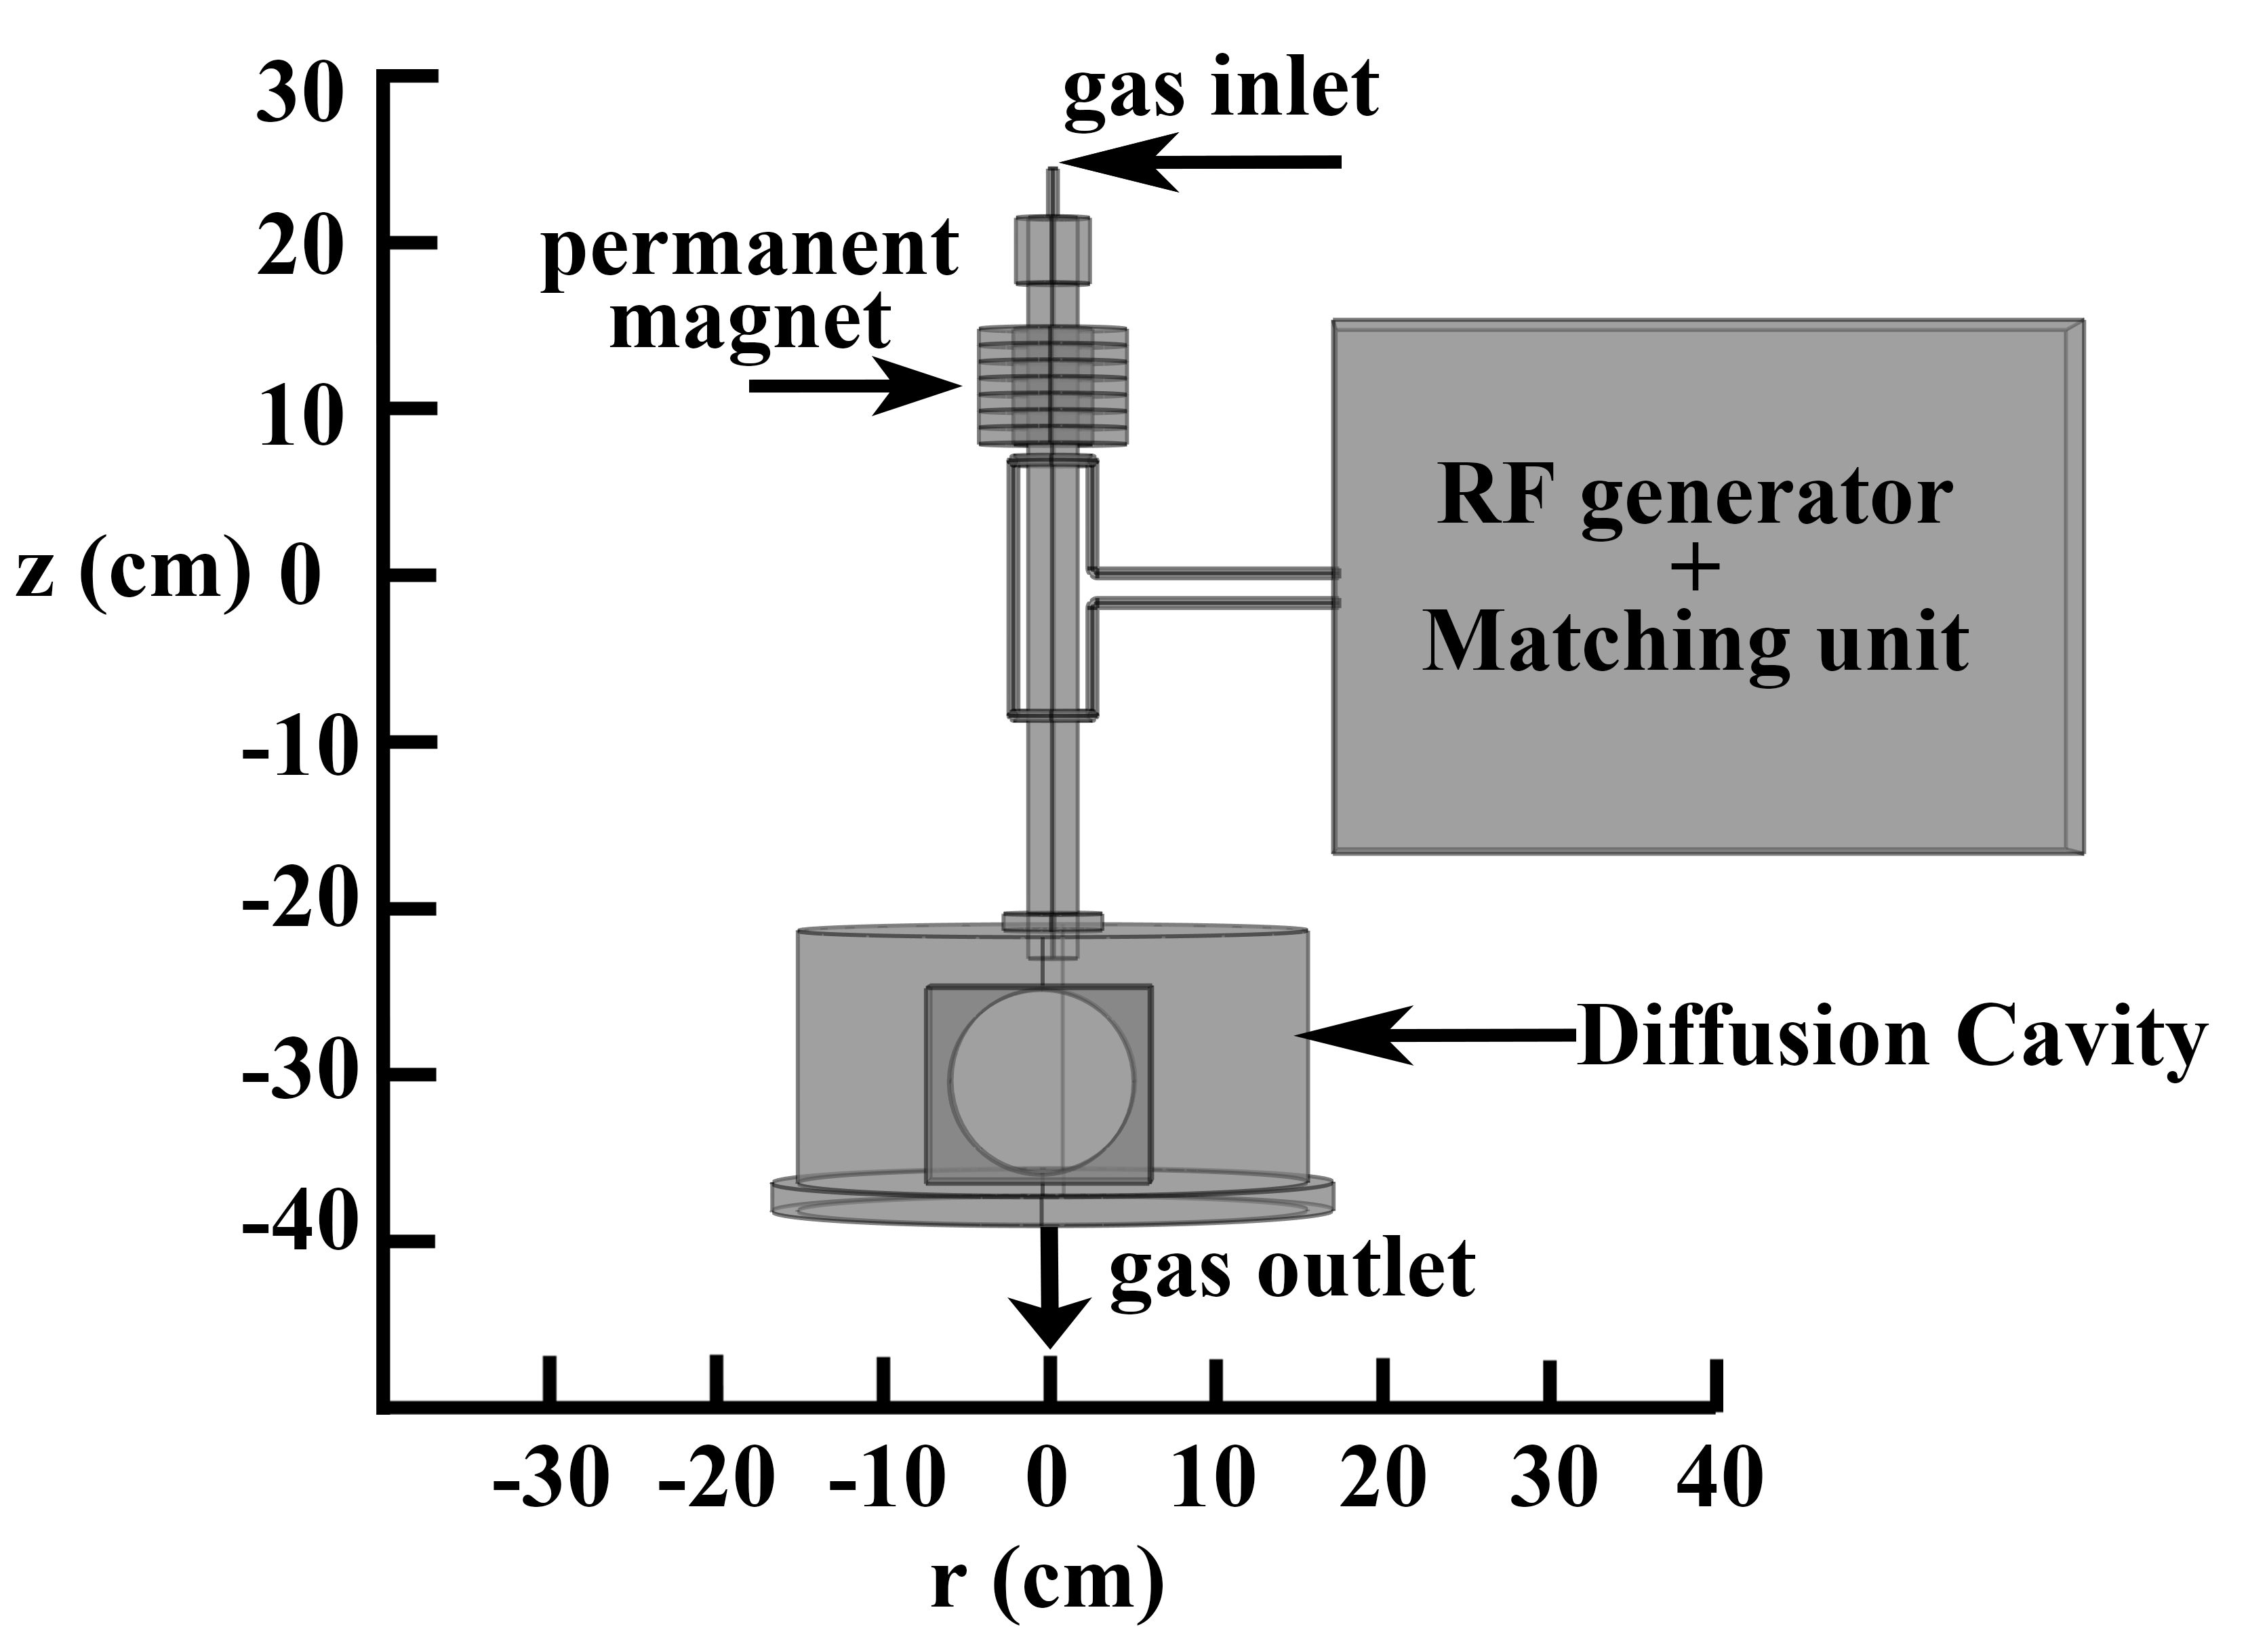 30
gas inlet
20
permanent
magnet
10
RF generator
+
Matching unit
z (cm) 0
-10
-20
-30
Diffusion Cavity
-40
gas outlet
-30 -20 -10 0 10 20 30 40
r (cm)